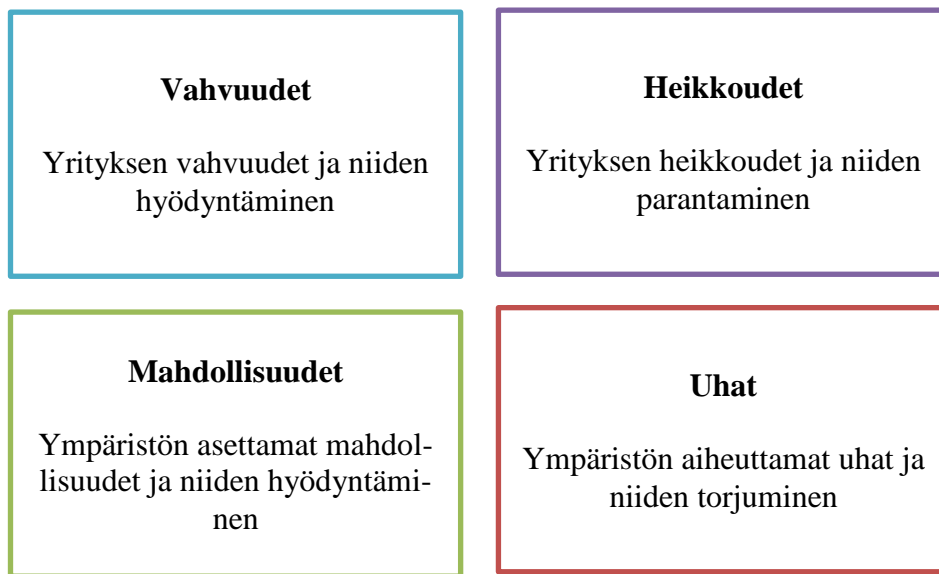 Vahvuudet
Yrityksen vahvuudet ja niiden
hyödyntäminen
Heikkoudet
Yrityksen heikkoudet ja niiden
parantaminen
Mahdollisuudet
Ympäristön asettamat mahdol-
lisuudet ja niiden hyödyntämi-
nen
Uhat
Ympäristön aiheuttamat uhat ja
niiden torjuminen